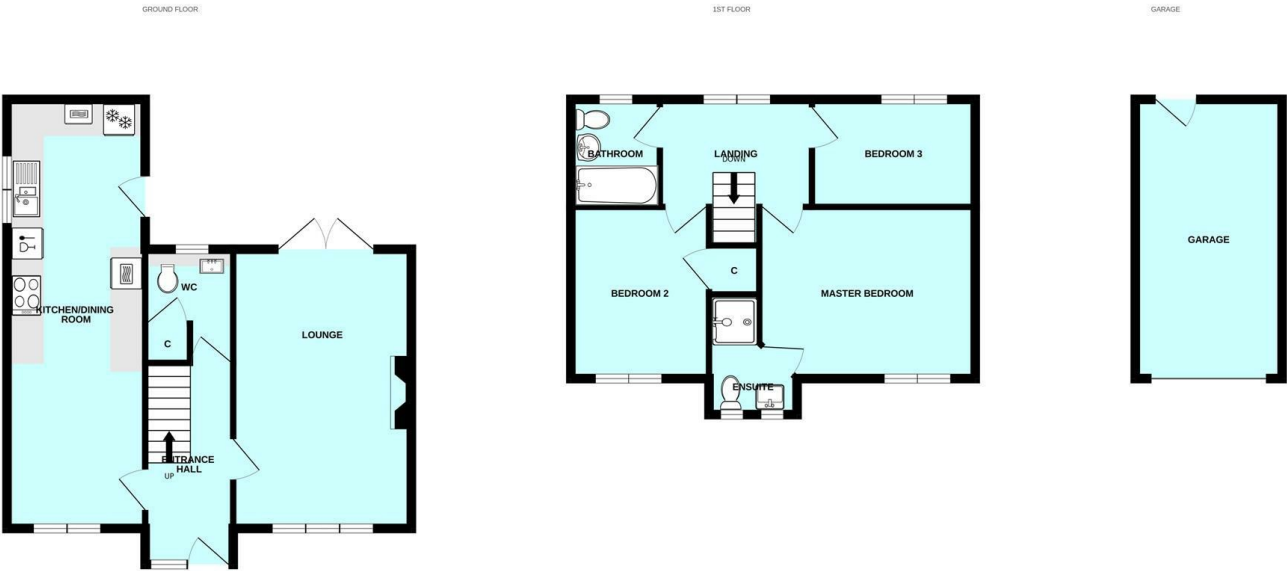 GROUND FLOOR
1ST FLOOR
GARAGE
KITCHEN/DINING
ROOM
WC
C
LOUNGE
ENTRANCE
HALL
UP
BATHROOM
LANDING
DOWN
BEDROOM 3
BEDROOM 2
C
MASTER BEDROOM
ENSUITE
GARAGE